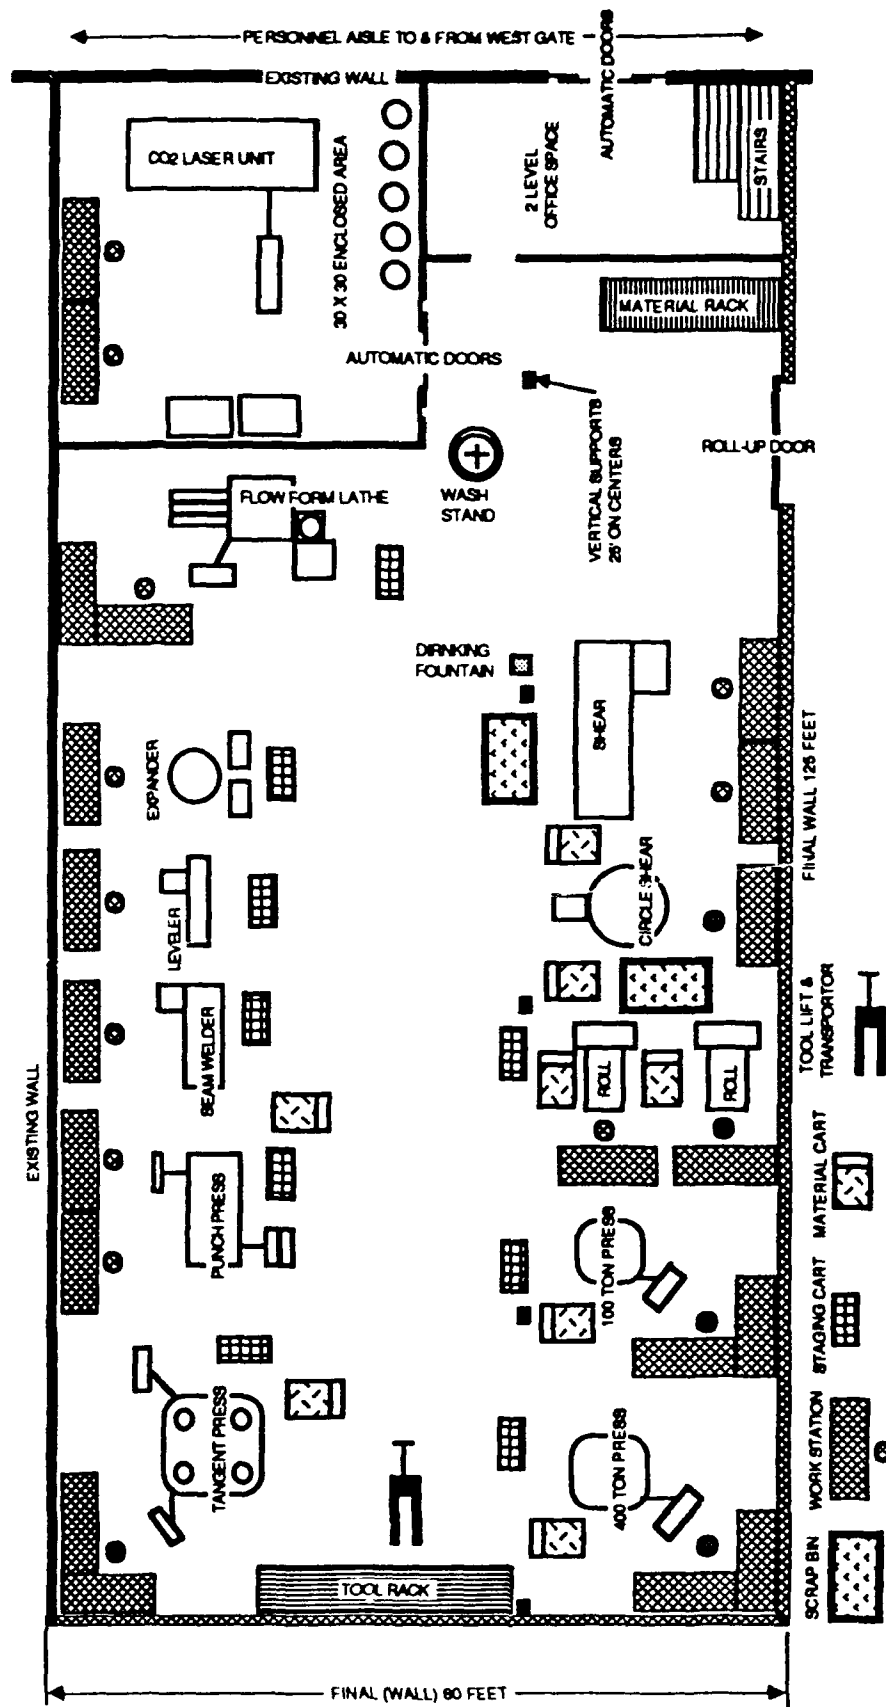 PERSONNEL AISLE TO & FROM WEST GATE
EXISTING WALL
AUTOMATIC DOORS
CO2 LASER UNIT
30 X 30 ENCLOSED AREA
2 LEVEL
OFFICE SPACE
STAIRS
MATERIAL RACK
AUTOMATIC DOORS
VERTICAL SUPPORTS
25' ON CENTERS
ROLL-UP DOOR
WASH
STAND
FLOW FORM LATHE
DIRNKING
FOUNTAIN
SHEAR
EXPANDER
FINAL WALL 125 FEET
CIRCLE SHEAR
LEVELER
SEAM WELDER
ROLL
ROLL
EXISTING WALL
PUNCH PRESS
100 TON PRESS
TANGENT PRESS
400 TON PRESS
TOOL RACK
TOOL LIFT &
TRANSPORTOR
MATERIAL CART
STAGING CART
WORK STATION
SCRAP BIN
FINAL (WALL) 60 FEET